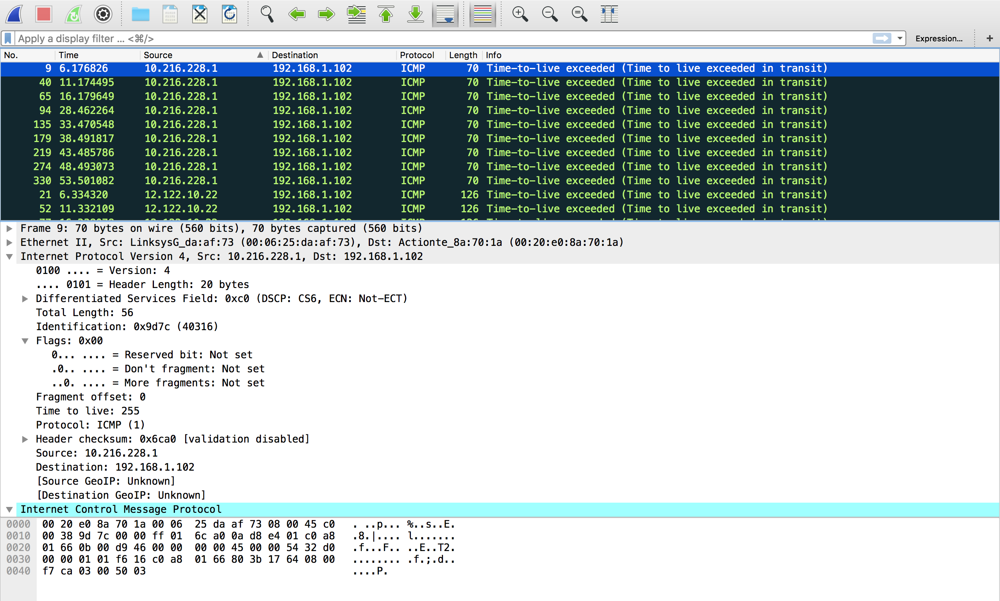 Apply a display filter ... <⌘/> Expression... +
No. Time Source Destination Protocol Length Info
9 6.176826 10.216.228.1 192.168.1.102 ICMP 70 Time-to-live exceeded (Time to live exceeded in transit)
40 11.174495 10.216.228.1 192.168.1.102 ICMP 70 Time-to-live exceeded (Time to live exceeded in transit)
65 16.179649 10.216.228.1 192.168.1.102 ICMP 70 Time-to-live exceeded (Time to live exceeded in transit)
94 28.462264 10.216.228.1 192.168.1.102 ICMP 70 Time-to-live exceeded (Time to live exceeded in transit)
135 33.470548 10.216.228.1 192.168.1.102 ICMP 70 Time-to-live exceeded (Time to live exceeded in transit)
179 38.491817 10.216.228.1 192.168.1.102 ICMP 70 Time-to-live exceeded (Time to live exceeded in transit)
219 43.485786 10.216.228.1 192.168.1.102 ICMP 70 Time-to-live exceeded (Time to live exceeded in transit)
274 48.493073 10.216.228.1 192.168.1.102 ICMP 70 Time-to-live exceeded (Time to live exceeded in transit)
330 53.501082 10.216.228.1 192.168.1.102 ICMP 70 Time-to-live exceeded (Time to live exceeded in transit)
21 6.334320 12.122.10.22 192.168.1.102 ICMP 126 Time-to-live exceeded (Time to live exceeded in transit)
52 11.332109 12.122.10.22 192.168.1.102 ICMP 126 Time-to-live exceeded (Time to live exceeded in transit)
Frame 9: 70 bytes on wire (560 bits), 70 bytes captured (560 bits)
Ethernet II, Src: LinksysG_da:af:73 (00:06:25:da:af:73), Dst: Actionte_8a:70:1a (00:20:e0:8a:70:1a)
Internet Protocol Version 4, Src: 10.216.228.1, Dst: 192.168.1.102
0100 .... = Version: 4
.... 0101 = Header Length: 20 bytes
Differentiated Services Field: 0xc0 (DSCP: CS6, ECN: Not-ECT)
Total Length: 56
Identification: 0x9d7c (40316)
Flags: 0x00
0... .... = Reserved bit: Not set
.0.. .... = Don't fragment: Not set
..0. .... = More fragments: Not set
Fragment offset: 0
Time to live: 255
Protocol: ICMP (1)
Header checksum: 0x6ca0 [validation disabled]
Source: 10.216.228.1
Destination: 192.168.1.102
[Source GeoIP: Unknown]
[Destination GeoIP: Unknown]
Internet Control Message Protocol
0000 00 20 e0 8a 70 1a 00 06 25 da af 73 08 00 45 c0 . ..p... %..s..E.
0010 00 38 9d 7c 00 00 ff 01 6c a0 0a d8 e4 01 c0 a8 .8.|.... l.......
0020 01 66 0b 00 d9 46 00 00 00 00 45 00 00 54 32 d0 .f...F.. ..E..T2.
0030 00 00 01 01 f6 16 c0 a8 01 66 80 3b 17 64 08 00 ........ .f.;.d..
0040 f7 ca 03 00 50 03 ....P.